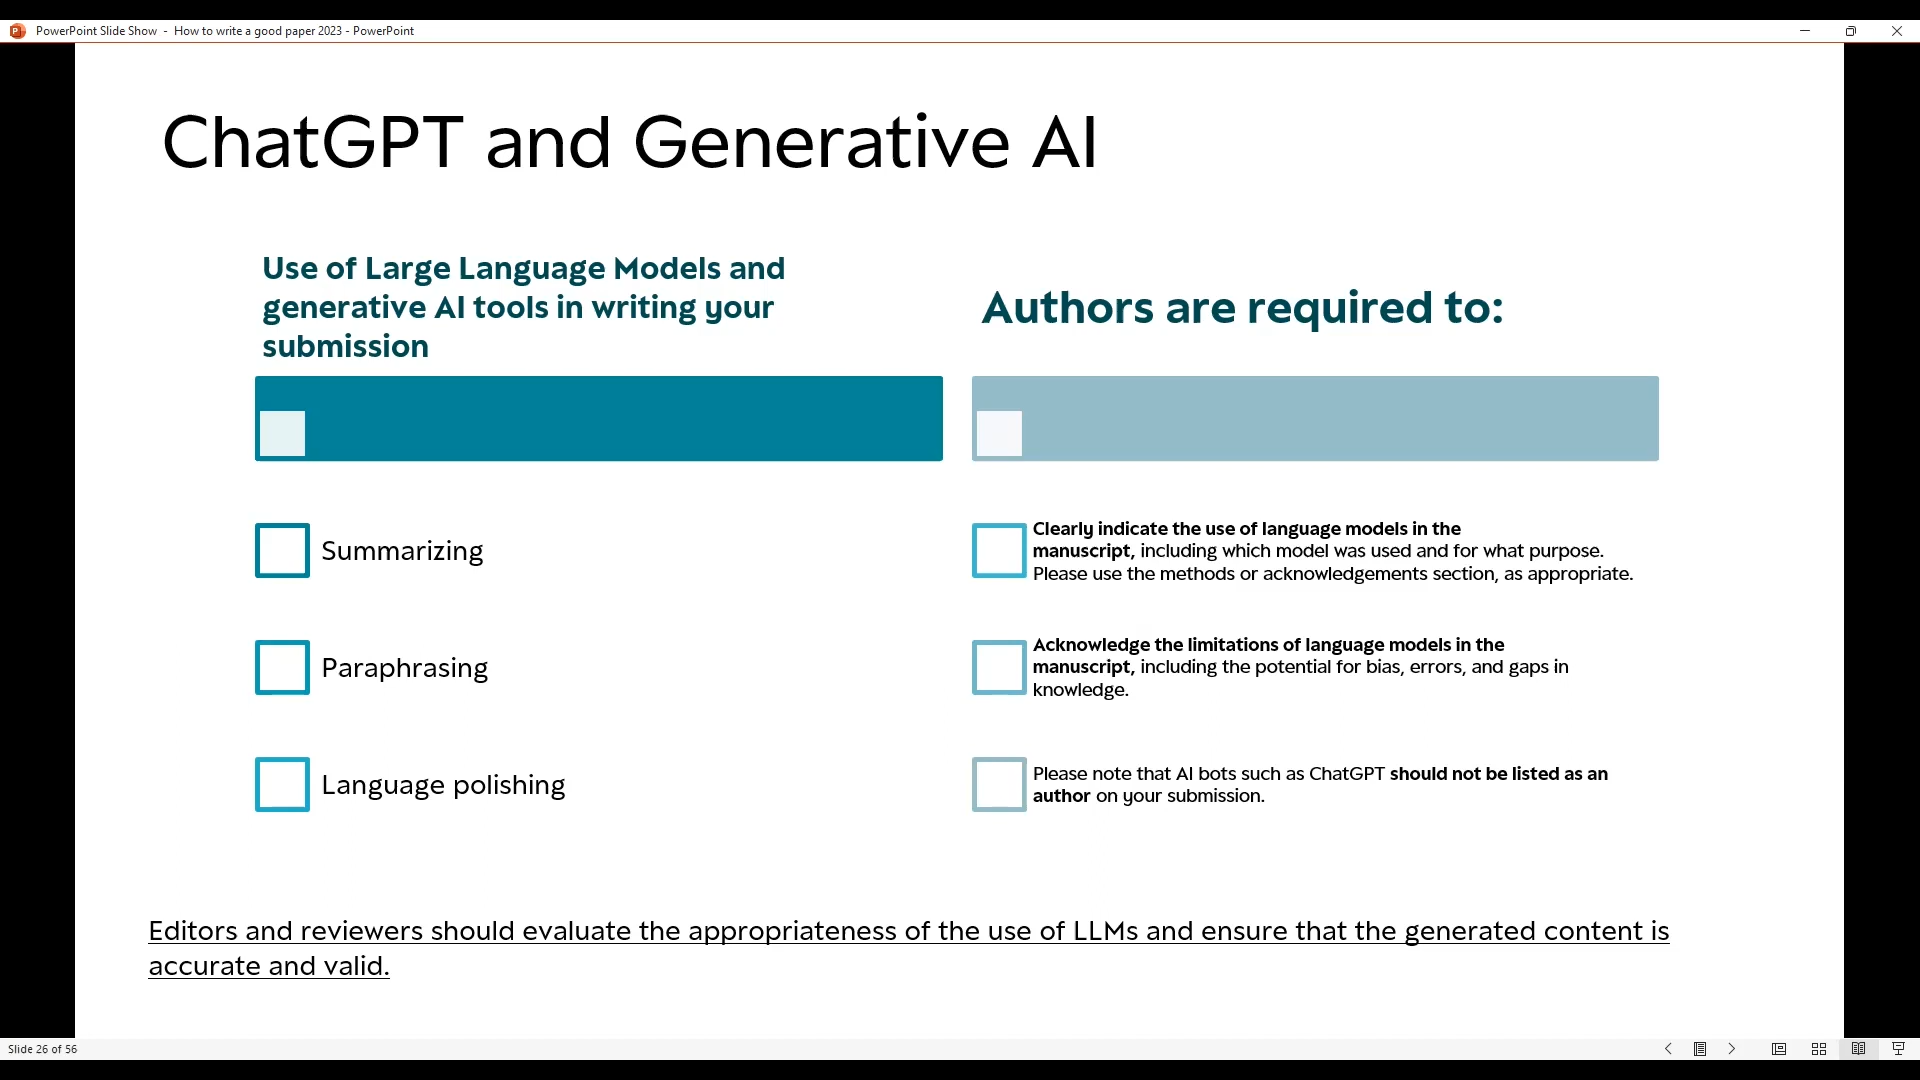 PowerPoint Slide Show - How to write a good paper 2023 - PowerPoint
ChatGPT and Generative AI
Use of Large Language Models and
generative AI tools in writing your
submission
Summarizing
Paraphrasing
Language polishing
Authors are required to:
Clearly indicate the use of language models in the
manuscript, including which model was used and for what purpose.
Please use the methods or acknowledgements section, as appropriate.
Acknowledge the limitations of language models in the
manuscript, including the potential for bias, errors, and gaps in
knowledge.
Please note that AI bots such as ChatGPT should not be listed as an
author on your submission.
Editors and reviewers should evaluate the appropriateness of the use of LLMs and ensure that the generated content is
accurate and valid.
Slide 26 of 56